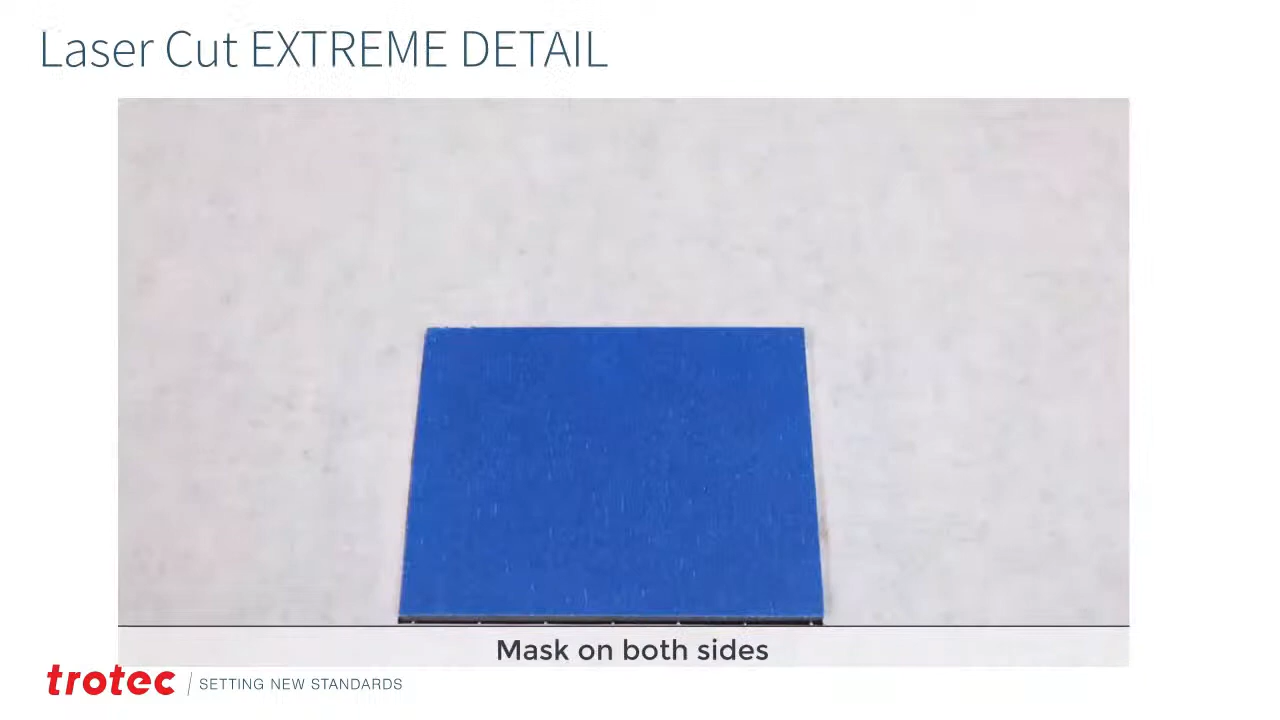 Laser Cut EXTREME DETAIL
Mask on both sides
trotec | SETTING NEW STANDARDS